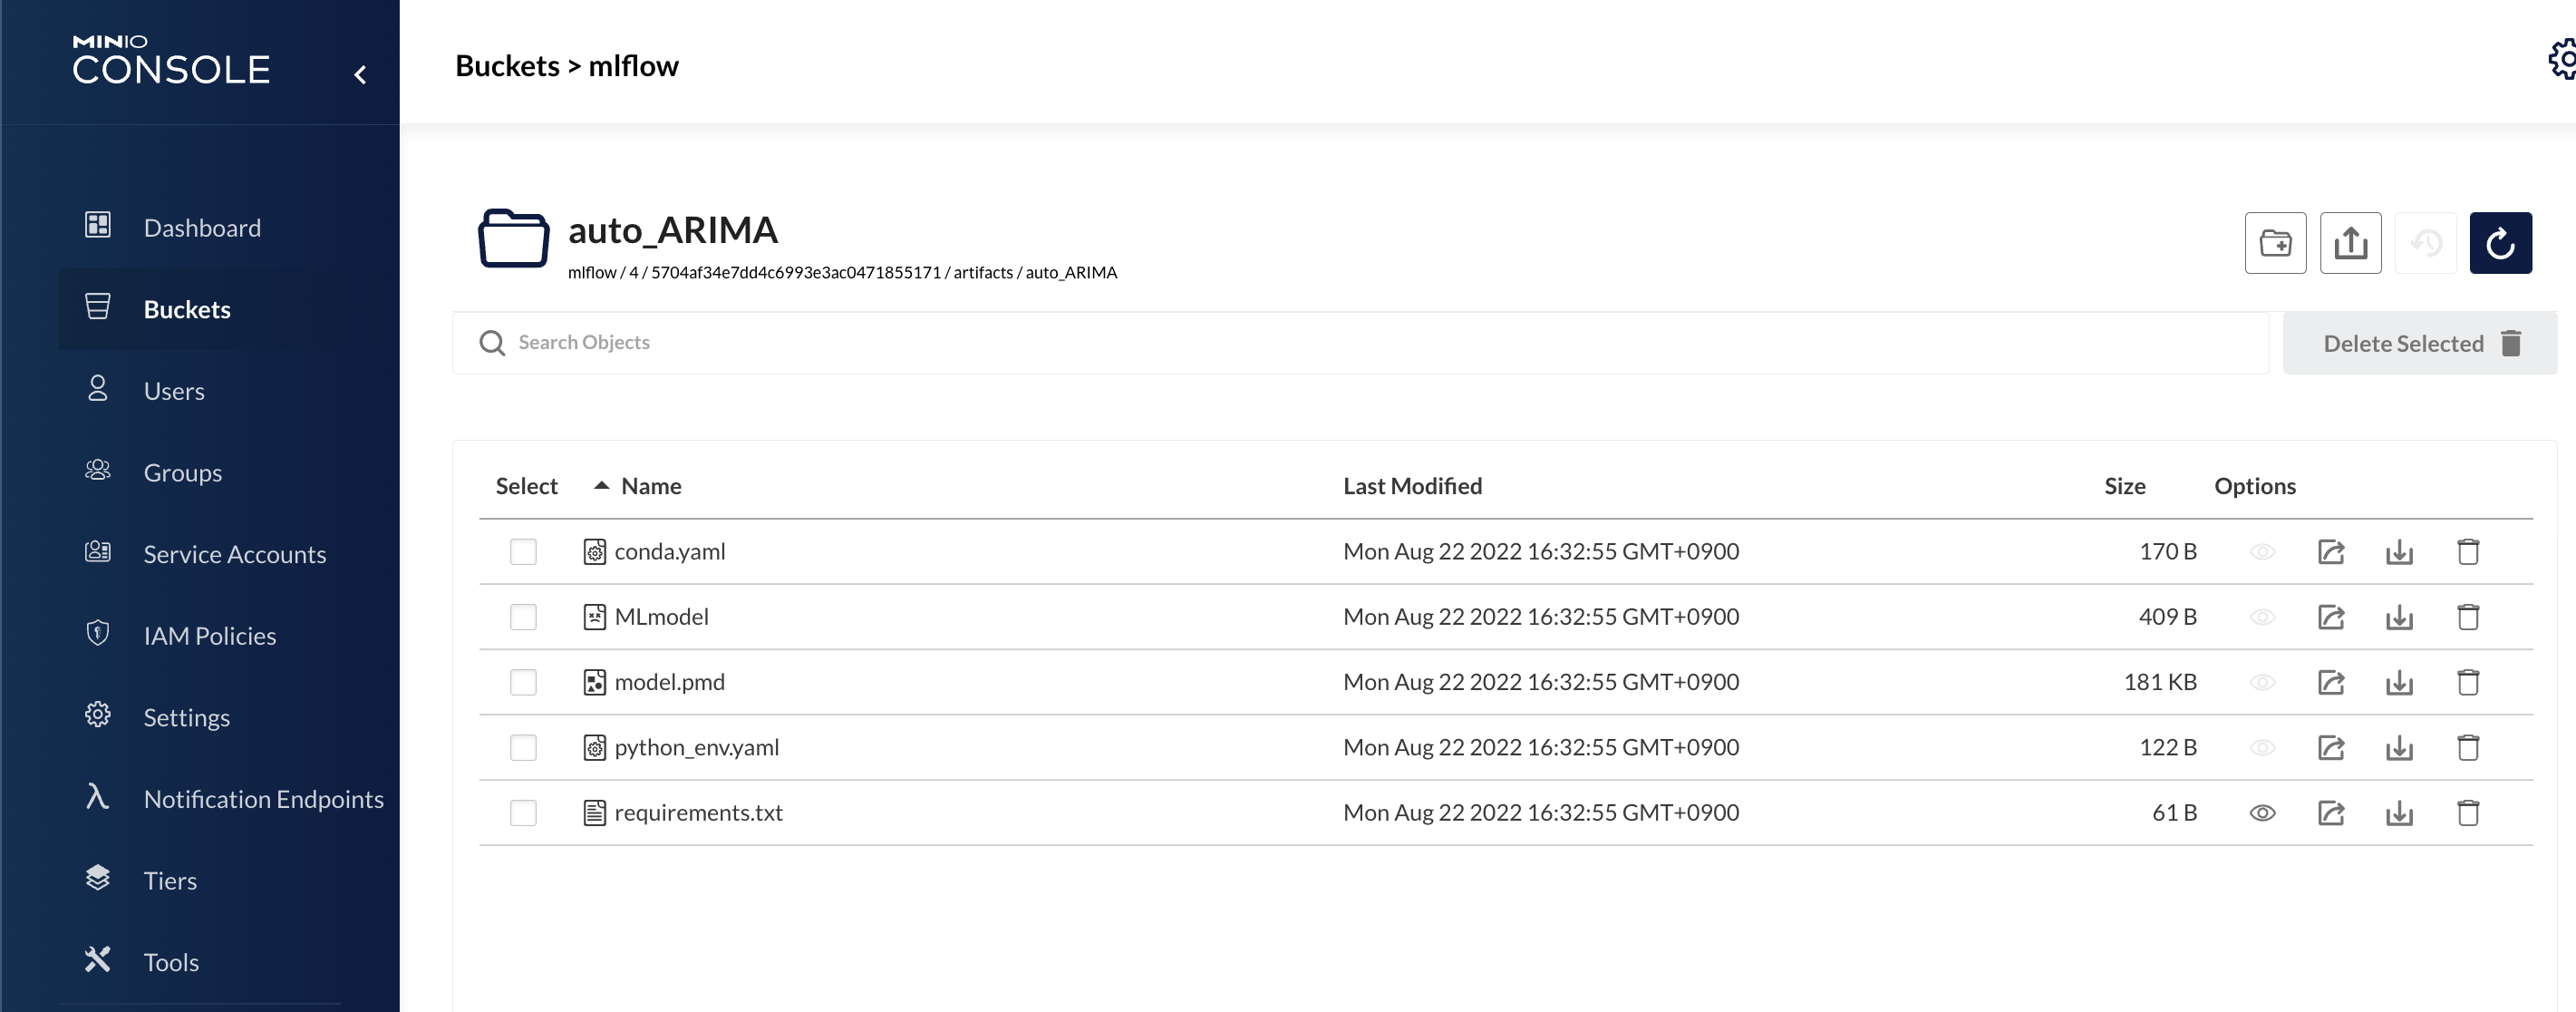 MINIO
CONSOLE
Buckets > mlflow
Dashboard
Buckets
Users
Groups
Service Accounts
IAM Policies
Settings
Notification Endpoints
Tiers
Tools
auto_ARIMA
mlflow / 4 / 5704af34e7dd4c6993e3ac0471855171 / artifacts / auto_ARIMA
Search Objects
Delete Selected
Select Name Last Modified Size Options
conda.yaml Mon Aug 22 2022 16:32:55 GMT+0900 170 B
MLmodel Mon Aug 22 2022 16:32:55 GMT+0900 409 B
model.pmd Mon Aug 22 2022 16:32:55 GMT+0900 181 KB
python_env.yaml Mon Aug 22 2022 16:32:55 GMT+0900 122 B
requirements.txt Mon Aug 22 2022 16:32:55 GMT+0900 61 B